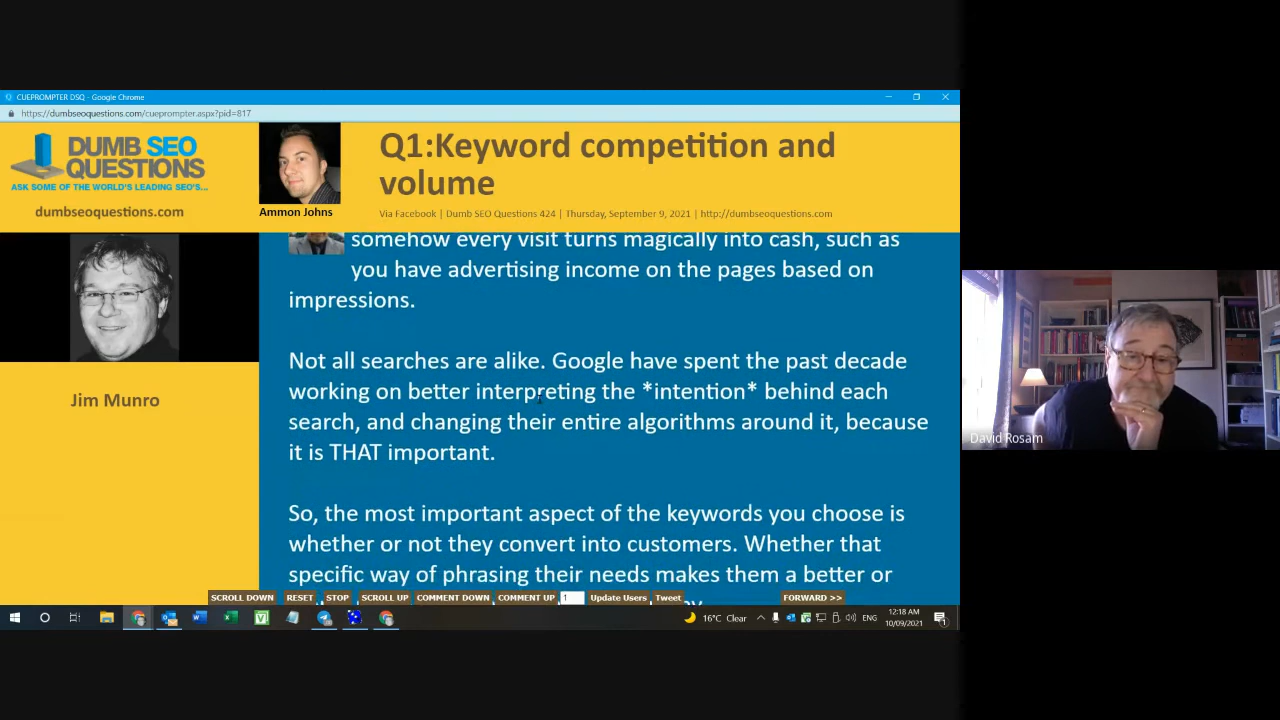 CUEPROMPTER DSQ - Google Chrome
https://dumbseoquestions.com/cueprompter.aspx?pid=817
DUMB SEO
QUESTIONS
ASK SOME OF THE WORLD'S LEADING SEO'S...
dumbseoquestions.com
Ammon Johns
Q1:Keyword competition and
volume
Via Facebook | Dumb SEO Questions 424 | Thursday, September 9, 2021 | http://dumbseoquestions.com
Jim Munro
somehow every visit turns magically into cash, such as
you have advertising income on the pages based on
impressions.
Not all searches are alike. Google have spent the past decade
working on better interpreting the *intention* behind each
search, and changing their entire algorithms around it, because
it is THAT important.
So, the most important aspect of the keywords you choose is
whether or not they convert into customers. Whether that
specific way of phrasing their needs makes them a better or
David Rosam
SCROLL DOWN RESET STOP SCROLL UP COMMENT DOWN COMMENT UP 1 Update Users Tweet FORWARD >>
16°C Clear ENG 12:18 AM
10/09/2021